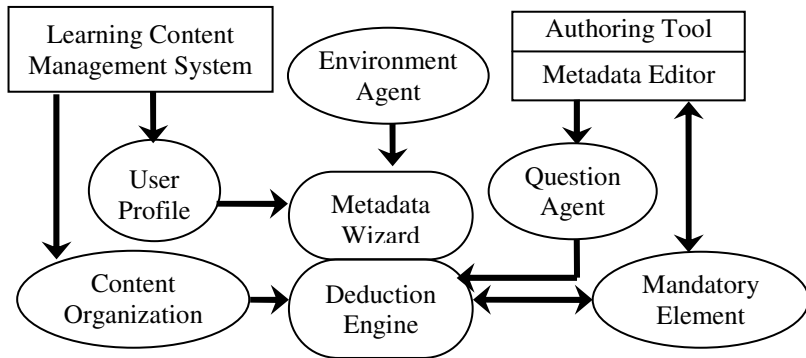 Learning Content
Management System
Environment
Agent
Authoring Tool
Metadata Editor
User
Profile
Metadata
Wizard
Question
Agent
Content
Organization
Deduction
Engine
Mandatory
Element